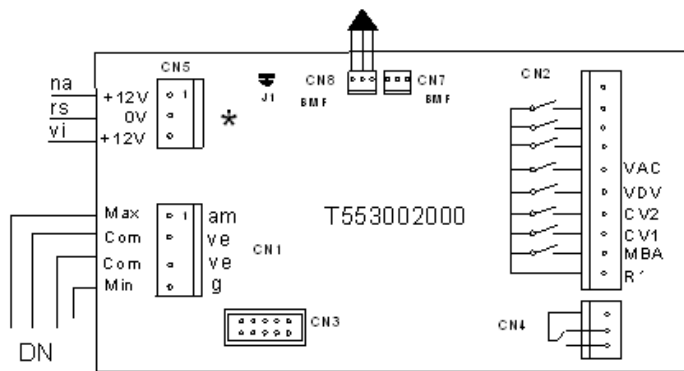 CN5
CN8
CN7
CN2
J1
BMF
BMF
na
+12V
1
rs
0V
*
vi
+12V
VAC
VDV
CV2
CV1
MBA
R'
T553002000
Max
1
am
Com
ve
CN1
Com
ve
Min
g
CN3
CN4
DN